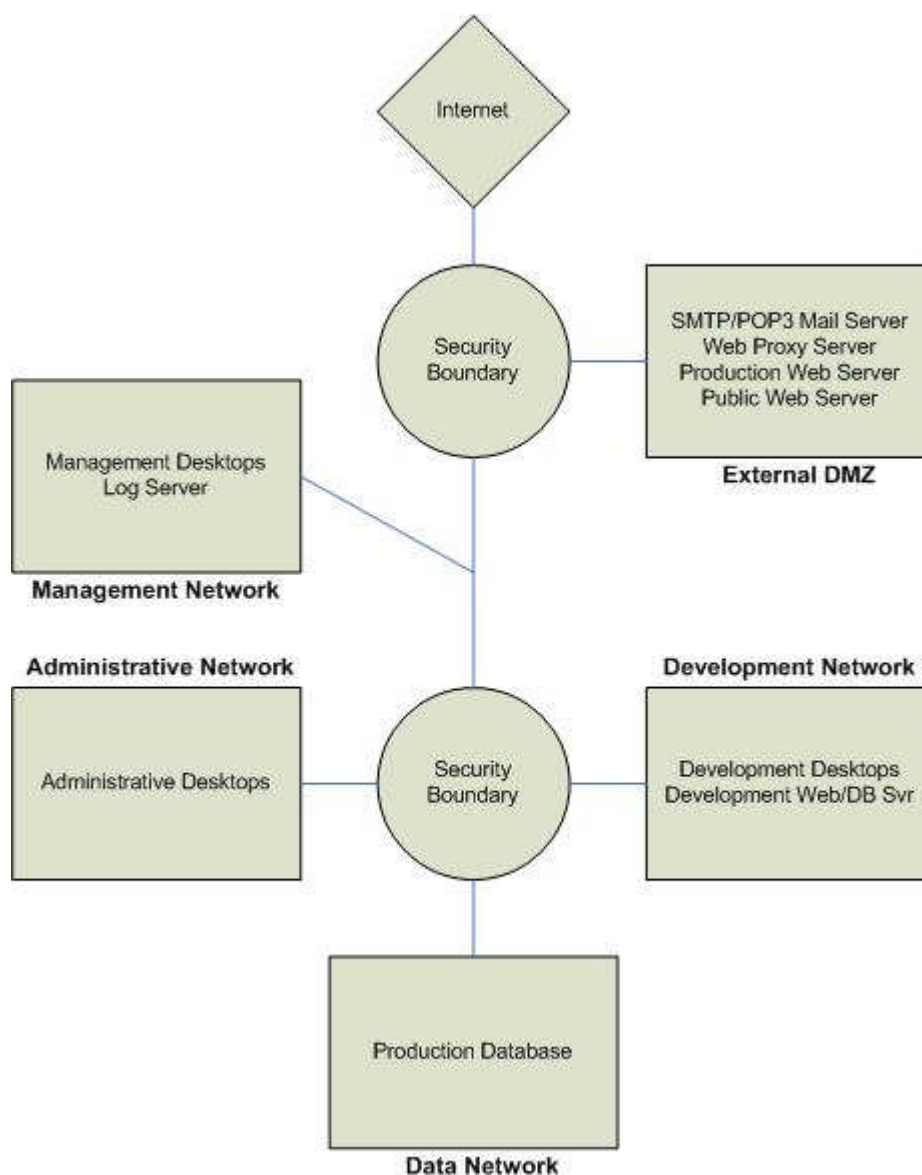 Internet
Security
Boundary
SMTP/POP3 Mail Server
Web Proxy Server
Production Web Server
Public Web Server
External DMZ
Management Desktops
Log Server
Management Network
Administrative Network
Administrative Desktops
Security
Boundary
Development Network
Development Desktops
Development Web/DB Svr
Production Database
Data Network